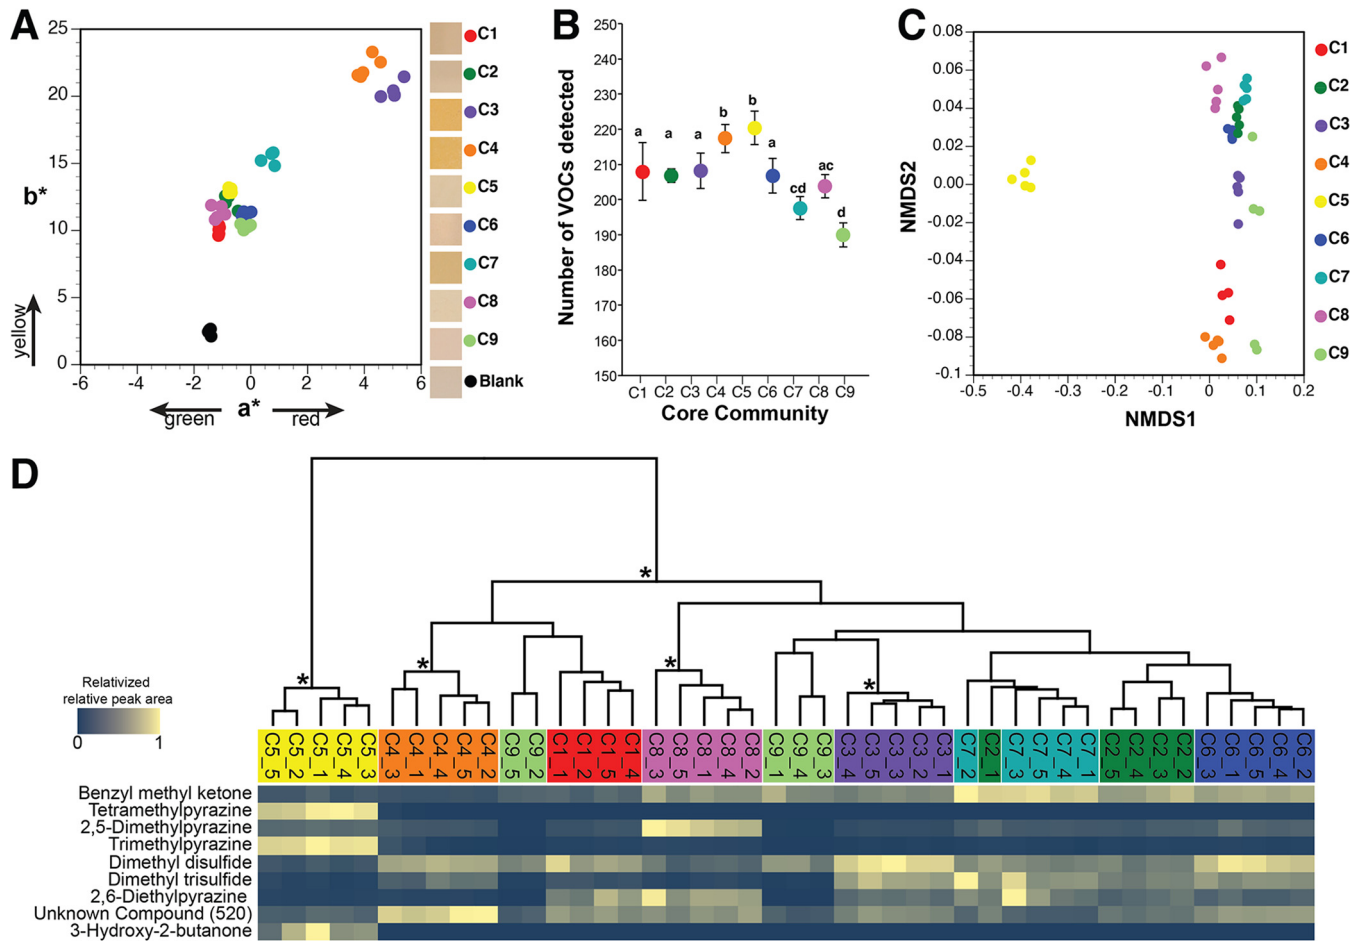 A
25
20
15
10
5
0
b*
yellow
-6
-4
-2
0
2
4
6
green
a*
red
C1
C2
C3
C4
C5
C6
C7
C8
C9
Blank
B
Number of VOCs detected
250
240
230
220
210
200
190
180
170
160
150
a
a
a
b
b
a
cd
ac
d
C1 C2 C3 C4 C5 C6 C7 C8 C9
Core Community
C
NMDS2
0.08
0.06
0.04
0.02
0.00
-0.02
-0.04
-0.06
-0.08
-0.1
-0.5 -0.4 -0.3 -0.2 -0.1 0 0.1 0.2
NMDS1
C1
C2
C3
C4
C5
C6
C7
C8
C9
D
*
*
*
*
*
Relativized
relative peak area
0 1
C5_5 C5_2 C5_1 C5_4 C5_3 C4_3 C4_1 C4_4 C4_5 C4_2 C9_5 C9_2 C1_1 C1_2 C1_5 C1_4 C8_3 C8_5 C8_1 C8_4 C8_2 C9_1 C9_4 C9_3 C3_4 C3_5 C3_3 C3_2 C3_1 C7_2 C2_1 C7_3 C7_5 C7_4 C7_1 C2_5 C2_4 C2_3 C2_2 C6_3 C6_1 C6_5 C6_4 C6_2
Benzyl methyl ketone
Tetramethylpyrazine
2,5-Dimethylpyrazine
Trimethylpyrazine
Dimethyl disulfide
Dimethyl trisulfide
2,6-Diethylpyrazine
Unknown Compound (520)
3-Hydroxy-2-butanone